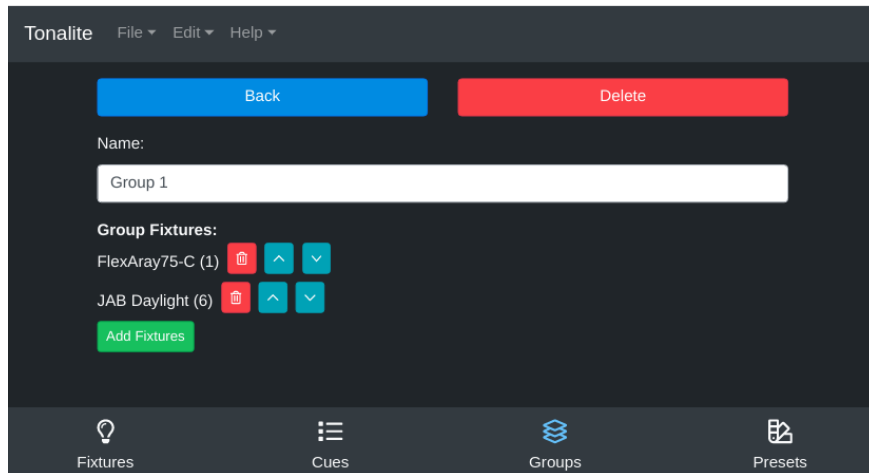 Tonalite File Edit Help
Back Delete
Name:
Group 1
Group Fixtures:
FlexAray75-C (1)
JAB Daylight (6)
Add Fixtures
Fixtures Cues Groups Presets